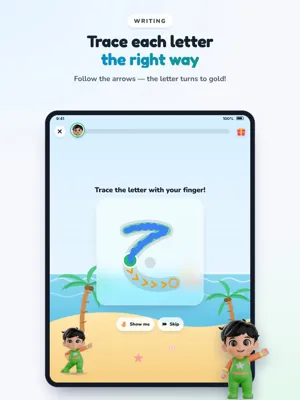 WRITING
Trace each letter
the right way
Follow the arrows — the letter turns to gold!
9:41
100%
Trace the letter with your finger!
ح
Show me
Skip